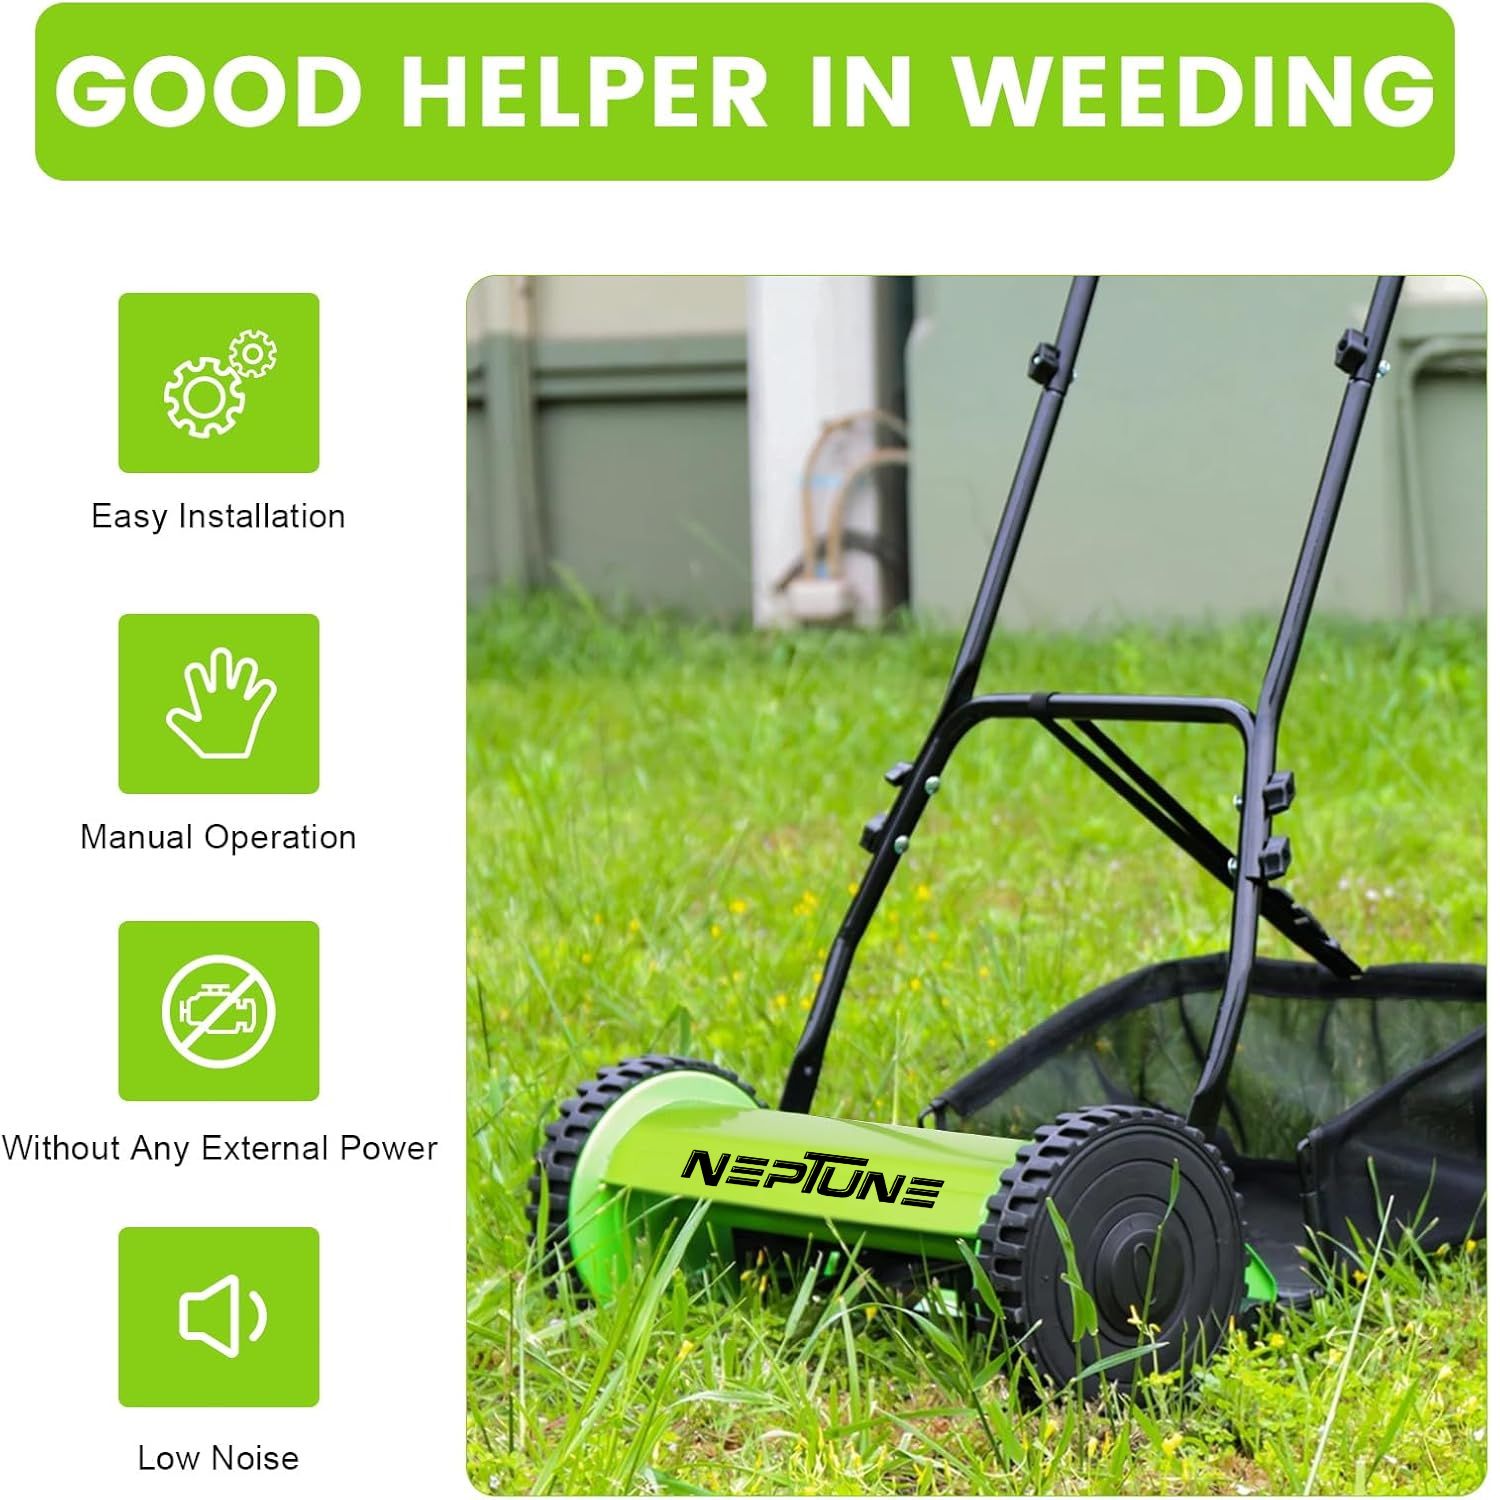 GOOD HELPER IN WEEDING
Easy Installation
Manual Operation
Without Any External Power
Low Noise
NEPTUNE